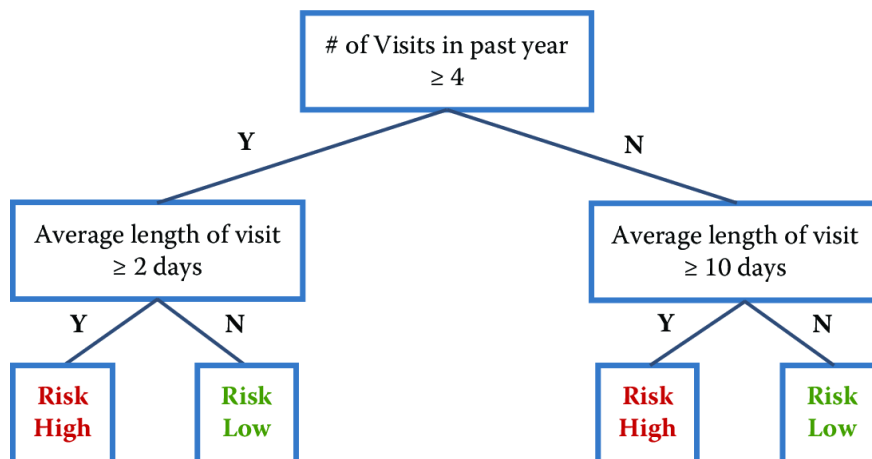 # of Visits in past year
≥ 4
Y
N
Average length of visit
≥ 2 days
Average length of visit
≥ 10 days
Y
N
Y
N
Risk
High
Risk
Low
Risk
High
Risk
Low